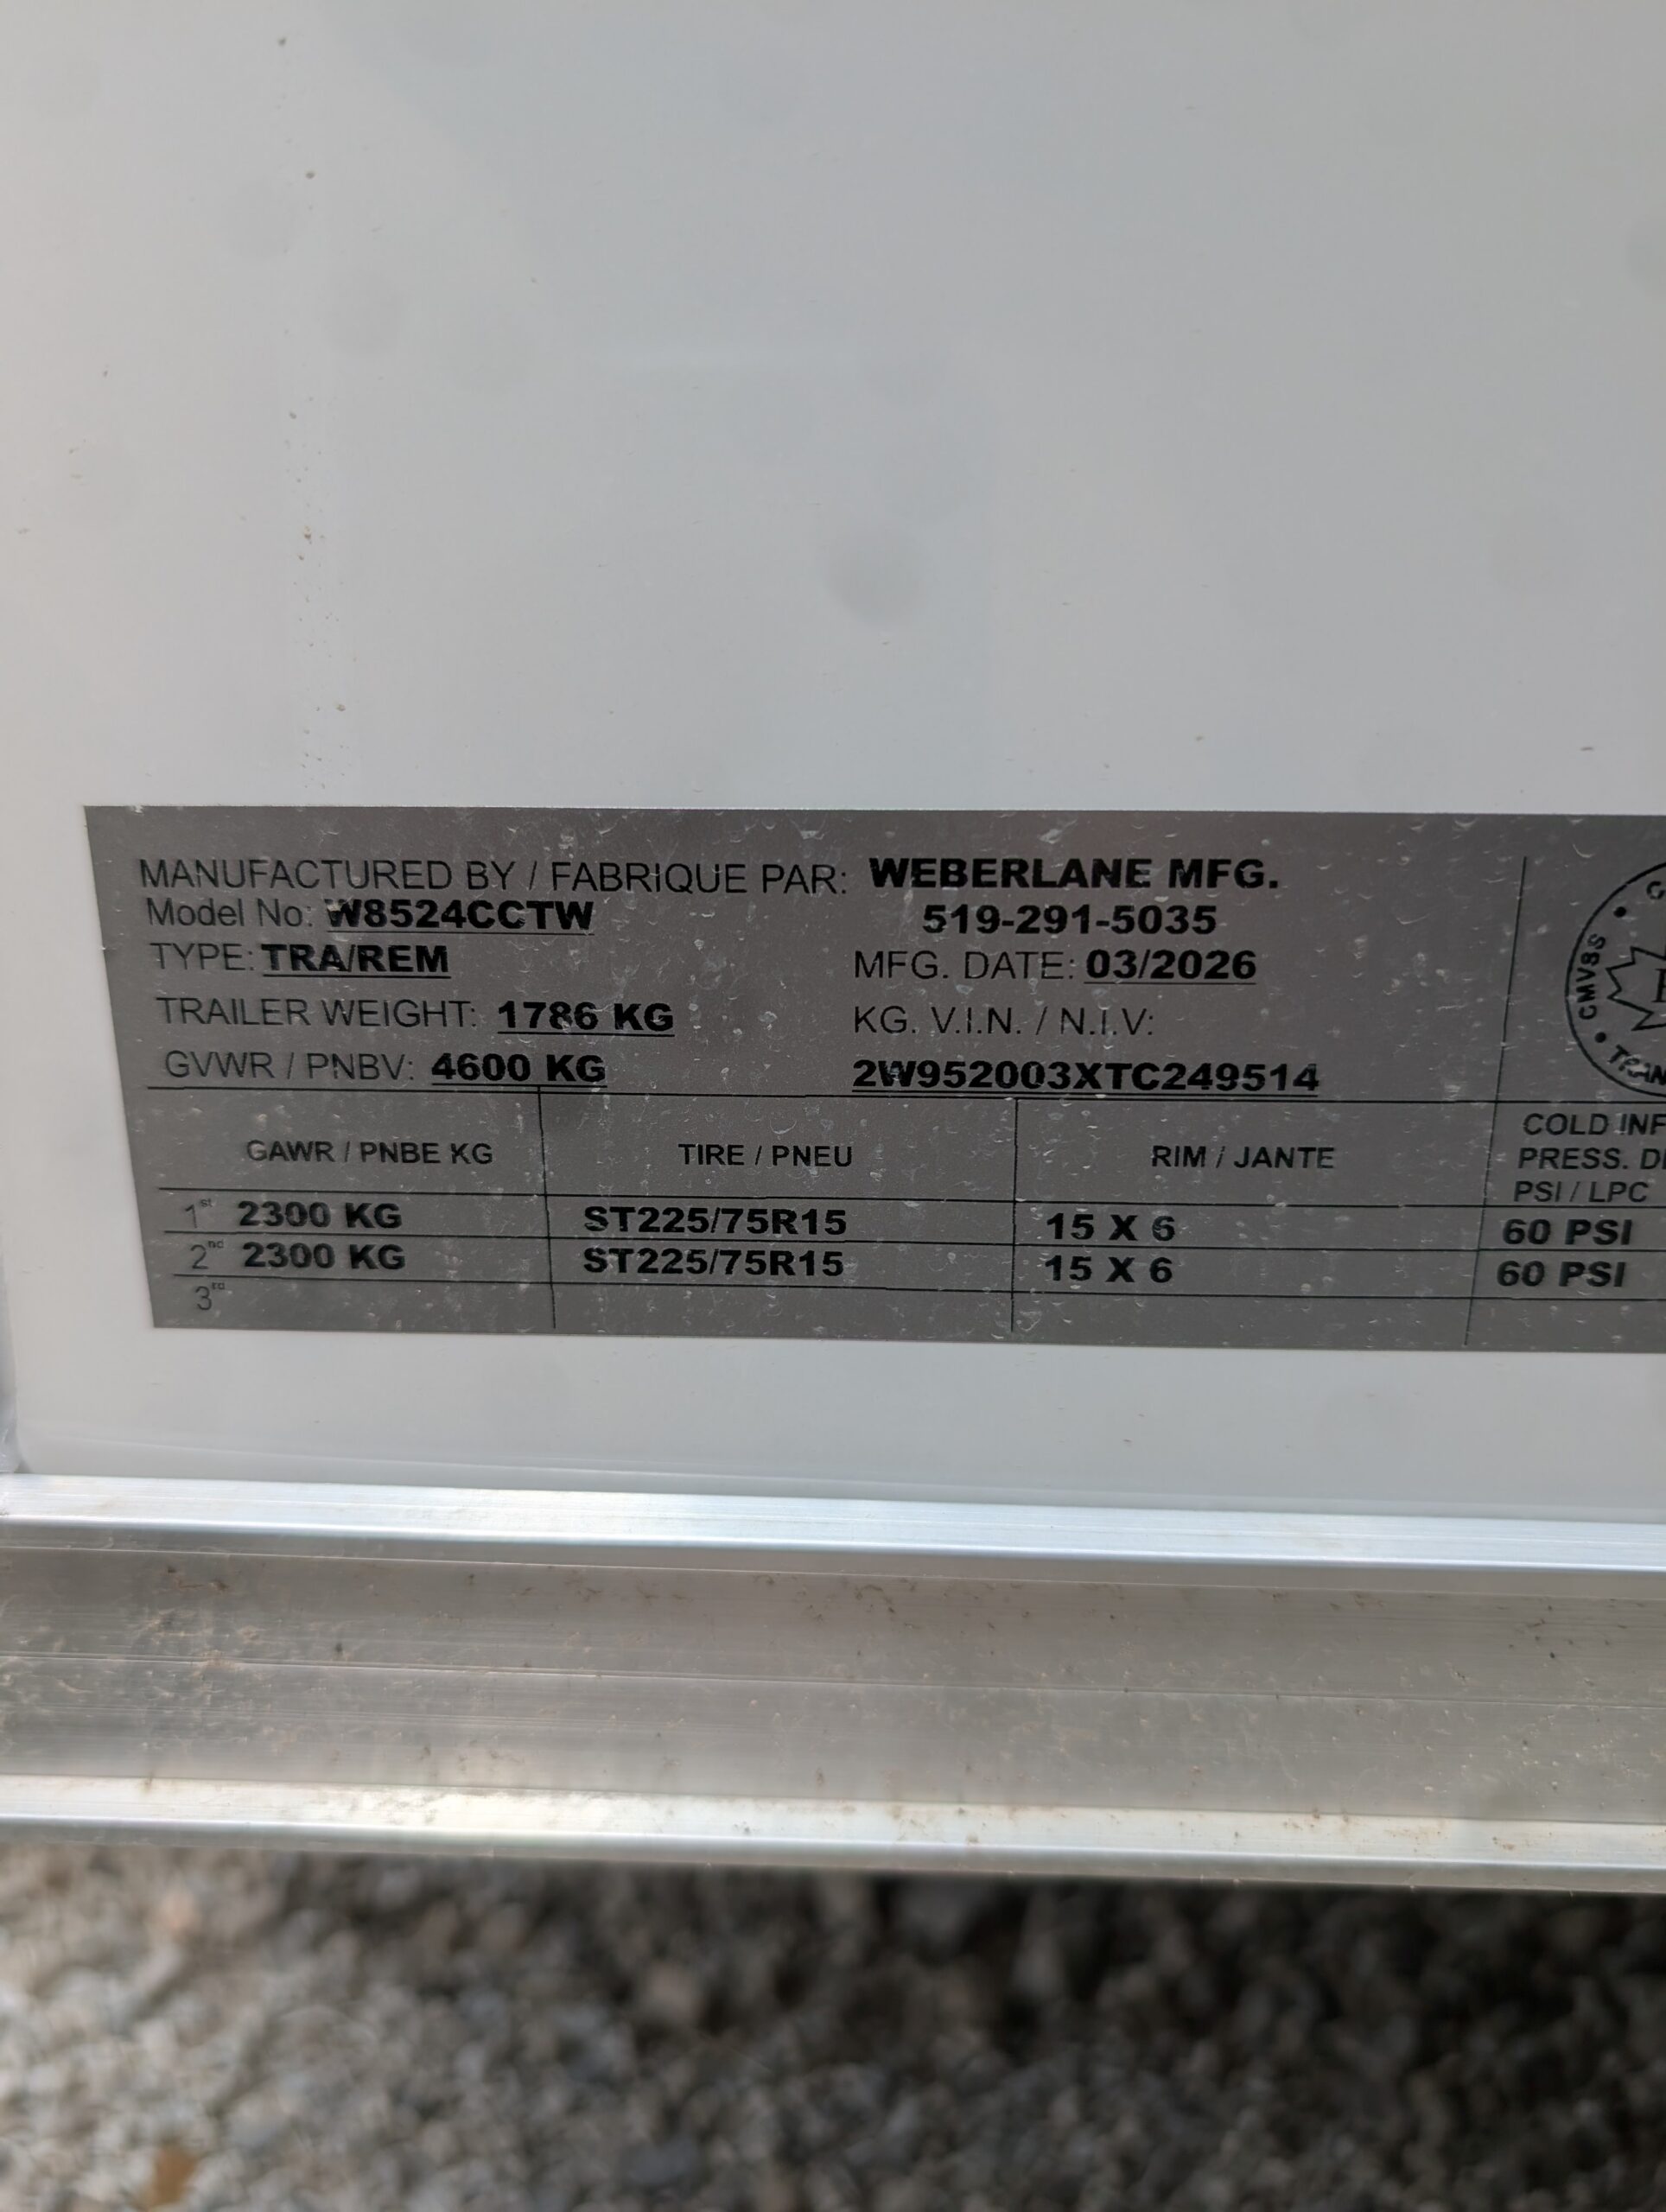 MANUFACTURED BY / FABRIQUE PAR: WEBERLANE MFG.
Model No: W8524CCTW 519-291-5035
TYPE: TRA/REM MFG. DATE: 03/2026
TRAILER WEIGHT: 1786 KG KG. V.I.N. / N.I.V:
GVWR / PNBV: 4600 KG 2W952003XTC249514
CMVSS
GAWR / PNBE KG TIRE / PNEU RIM / JANTE COLD
PRESS.
PSI / LPC
1st 2300 KG ST225/75R15 15 X 6 60 PSI
2nd 2300 KG ST225/75R15 15 X 6 60 PSI
3rd